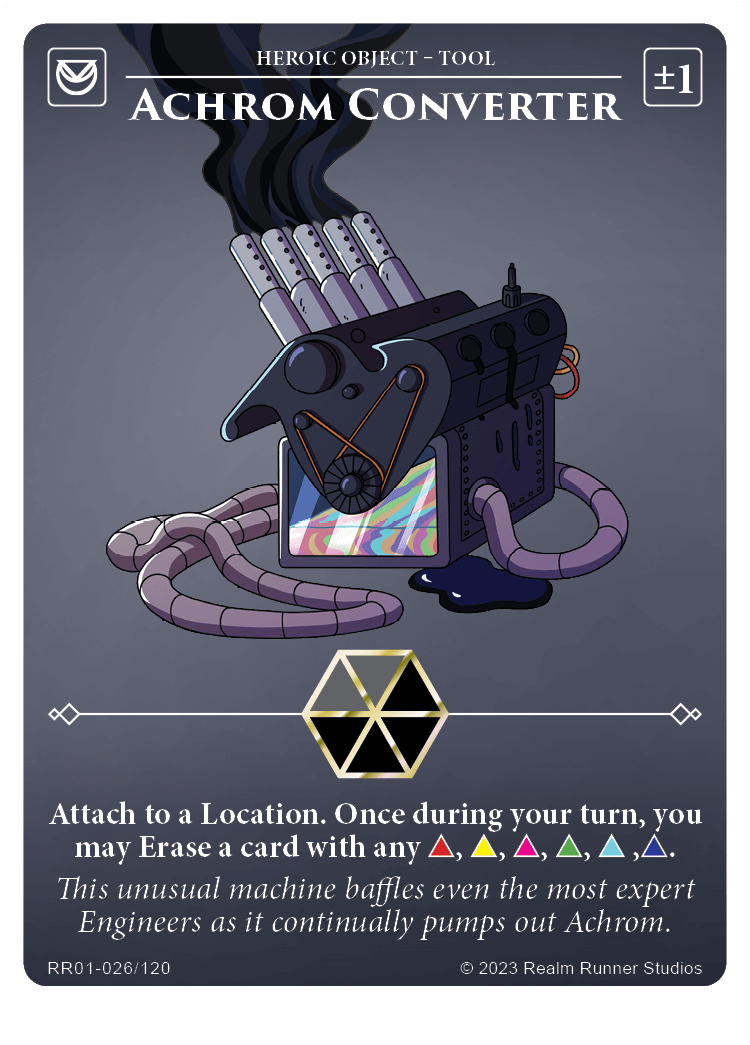 HEROIC OBJECT – TOOL
±1
ACHROM CONVERTER
Attach to a Location. Once during your turn, you
may Erase a card with any , , , , , .
This unusual machine baffles even the most expert
Engineers as it continually pumps out Achrom.
RR01-026/120
© 2023 Realm Runner Studios